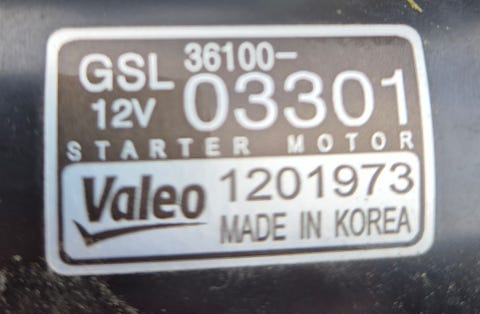 GSL 36100-
12V 03301
STARTER MOTOR
Valeo 1201973
MADE IN KOREA